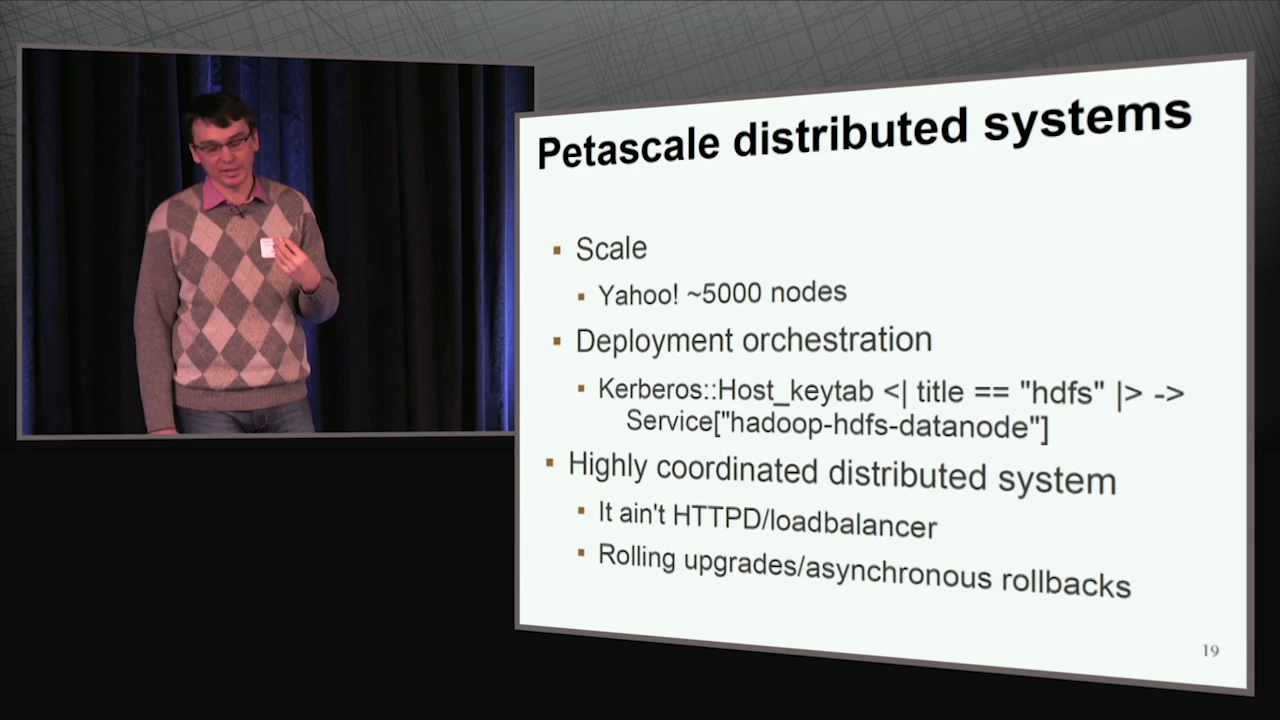 Petascale distributed systems
Scale
Yahoo! ~5000 nodes
Deployment orchestration
Kerberos::Host_keytab <| title == "hdfs" |> ->
Service["hadoop-hdfs-datanode"]
Highly coordinated distributed system
It ain't HTTPD/loadbalancer
Rolling upgrades/asynchronous rollbacks
19